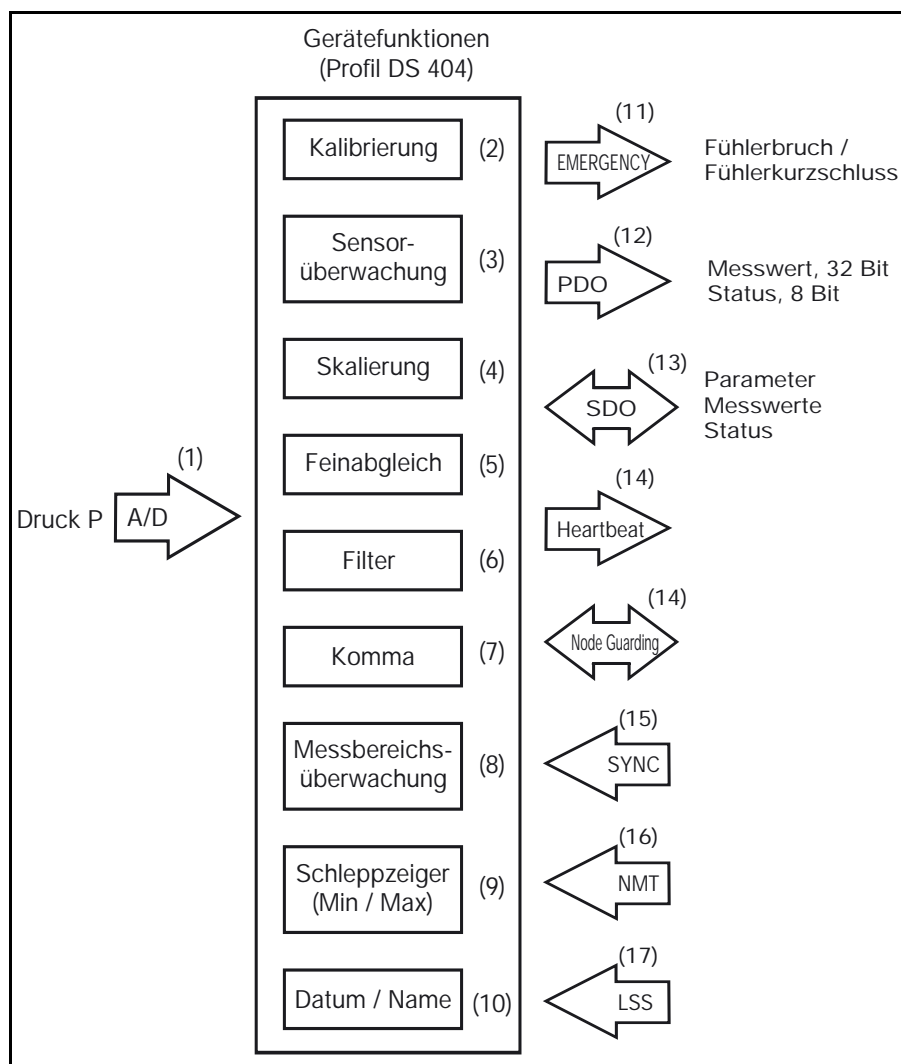 Gerätefunktionen
(Profil DS 404)
Kalibrierung (2)
Sensor-
überwachung (3)
Skalierung (4)
Feinabgleich (5)
Filter (6)
Komma (7)
Messbereichs-
überwachung (8)
Schleppzeiger
(Min / Max) (9)
Datum / Name (10)
(1)
Druck P A/D
(11)
EMERGENCY
Fühlerbruch /
Fühlerkurzschluss
(12)
PDO
Messwert, 32 Bit
Status, 8 Bit
(13)
SDO
Parameter
Messwerte
Status
(14)
Heartbeat
(14)
Node Guarding
(15)
SYNC
(16)
NMT
(17)
LSS